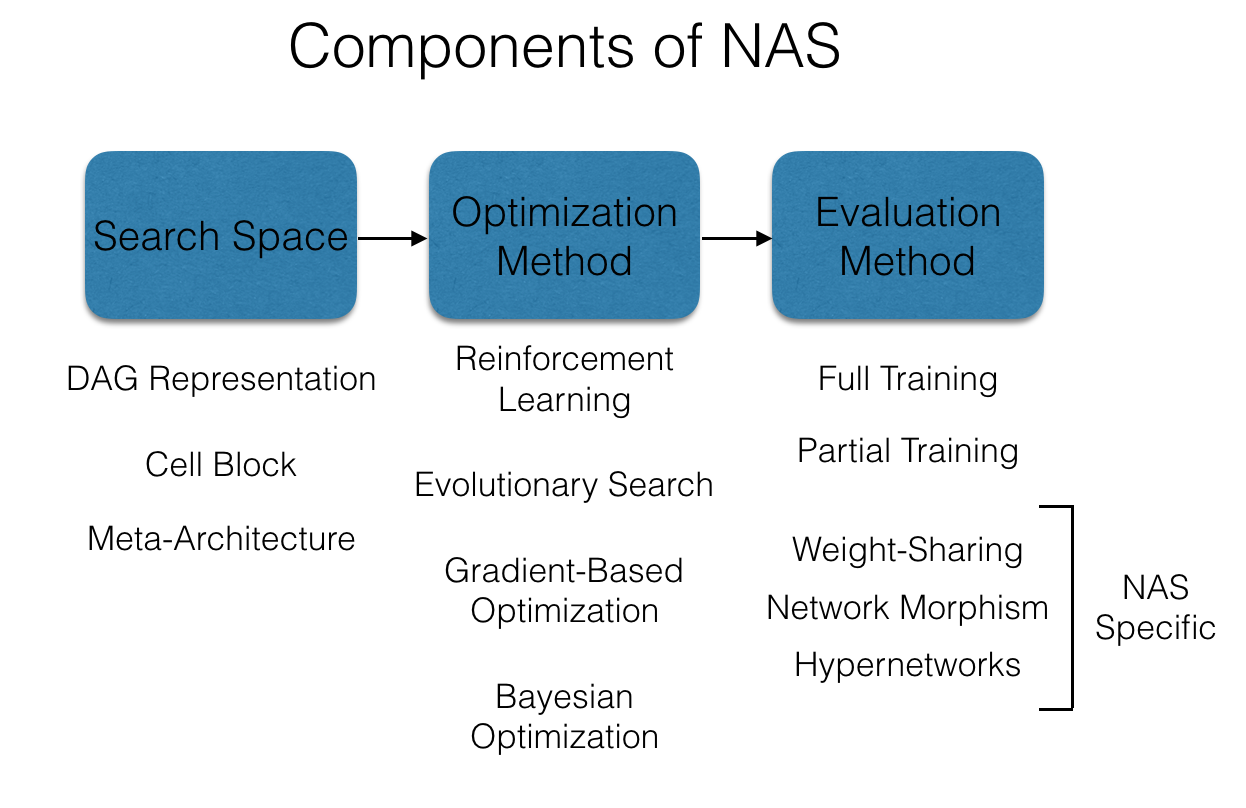 Components of NAS
Search Space
Optimization
Method
Evaluation
Method
DAG Representation
Cell Block
Meta-Architecture
Reinforcement
Learning
Evolutionary Search
Gradient-Based
Optimization
Bayesian
Optimization
Full Training
Partial Training
Weight-Sharing
Network Morphism
Hypernetworks
NAS
Specific